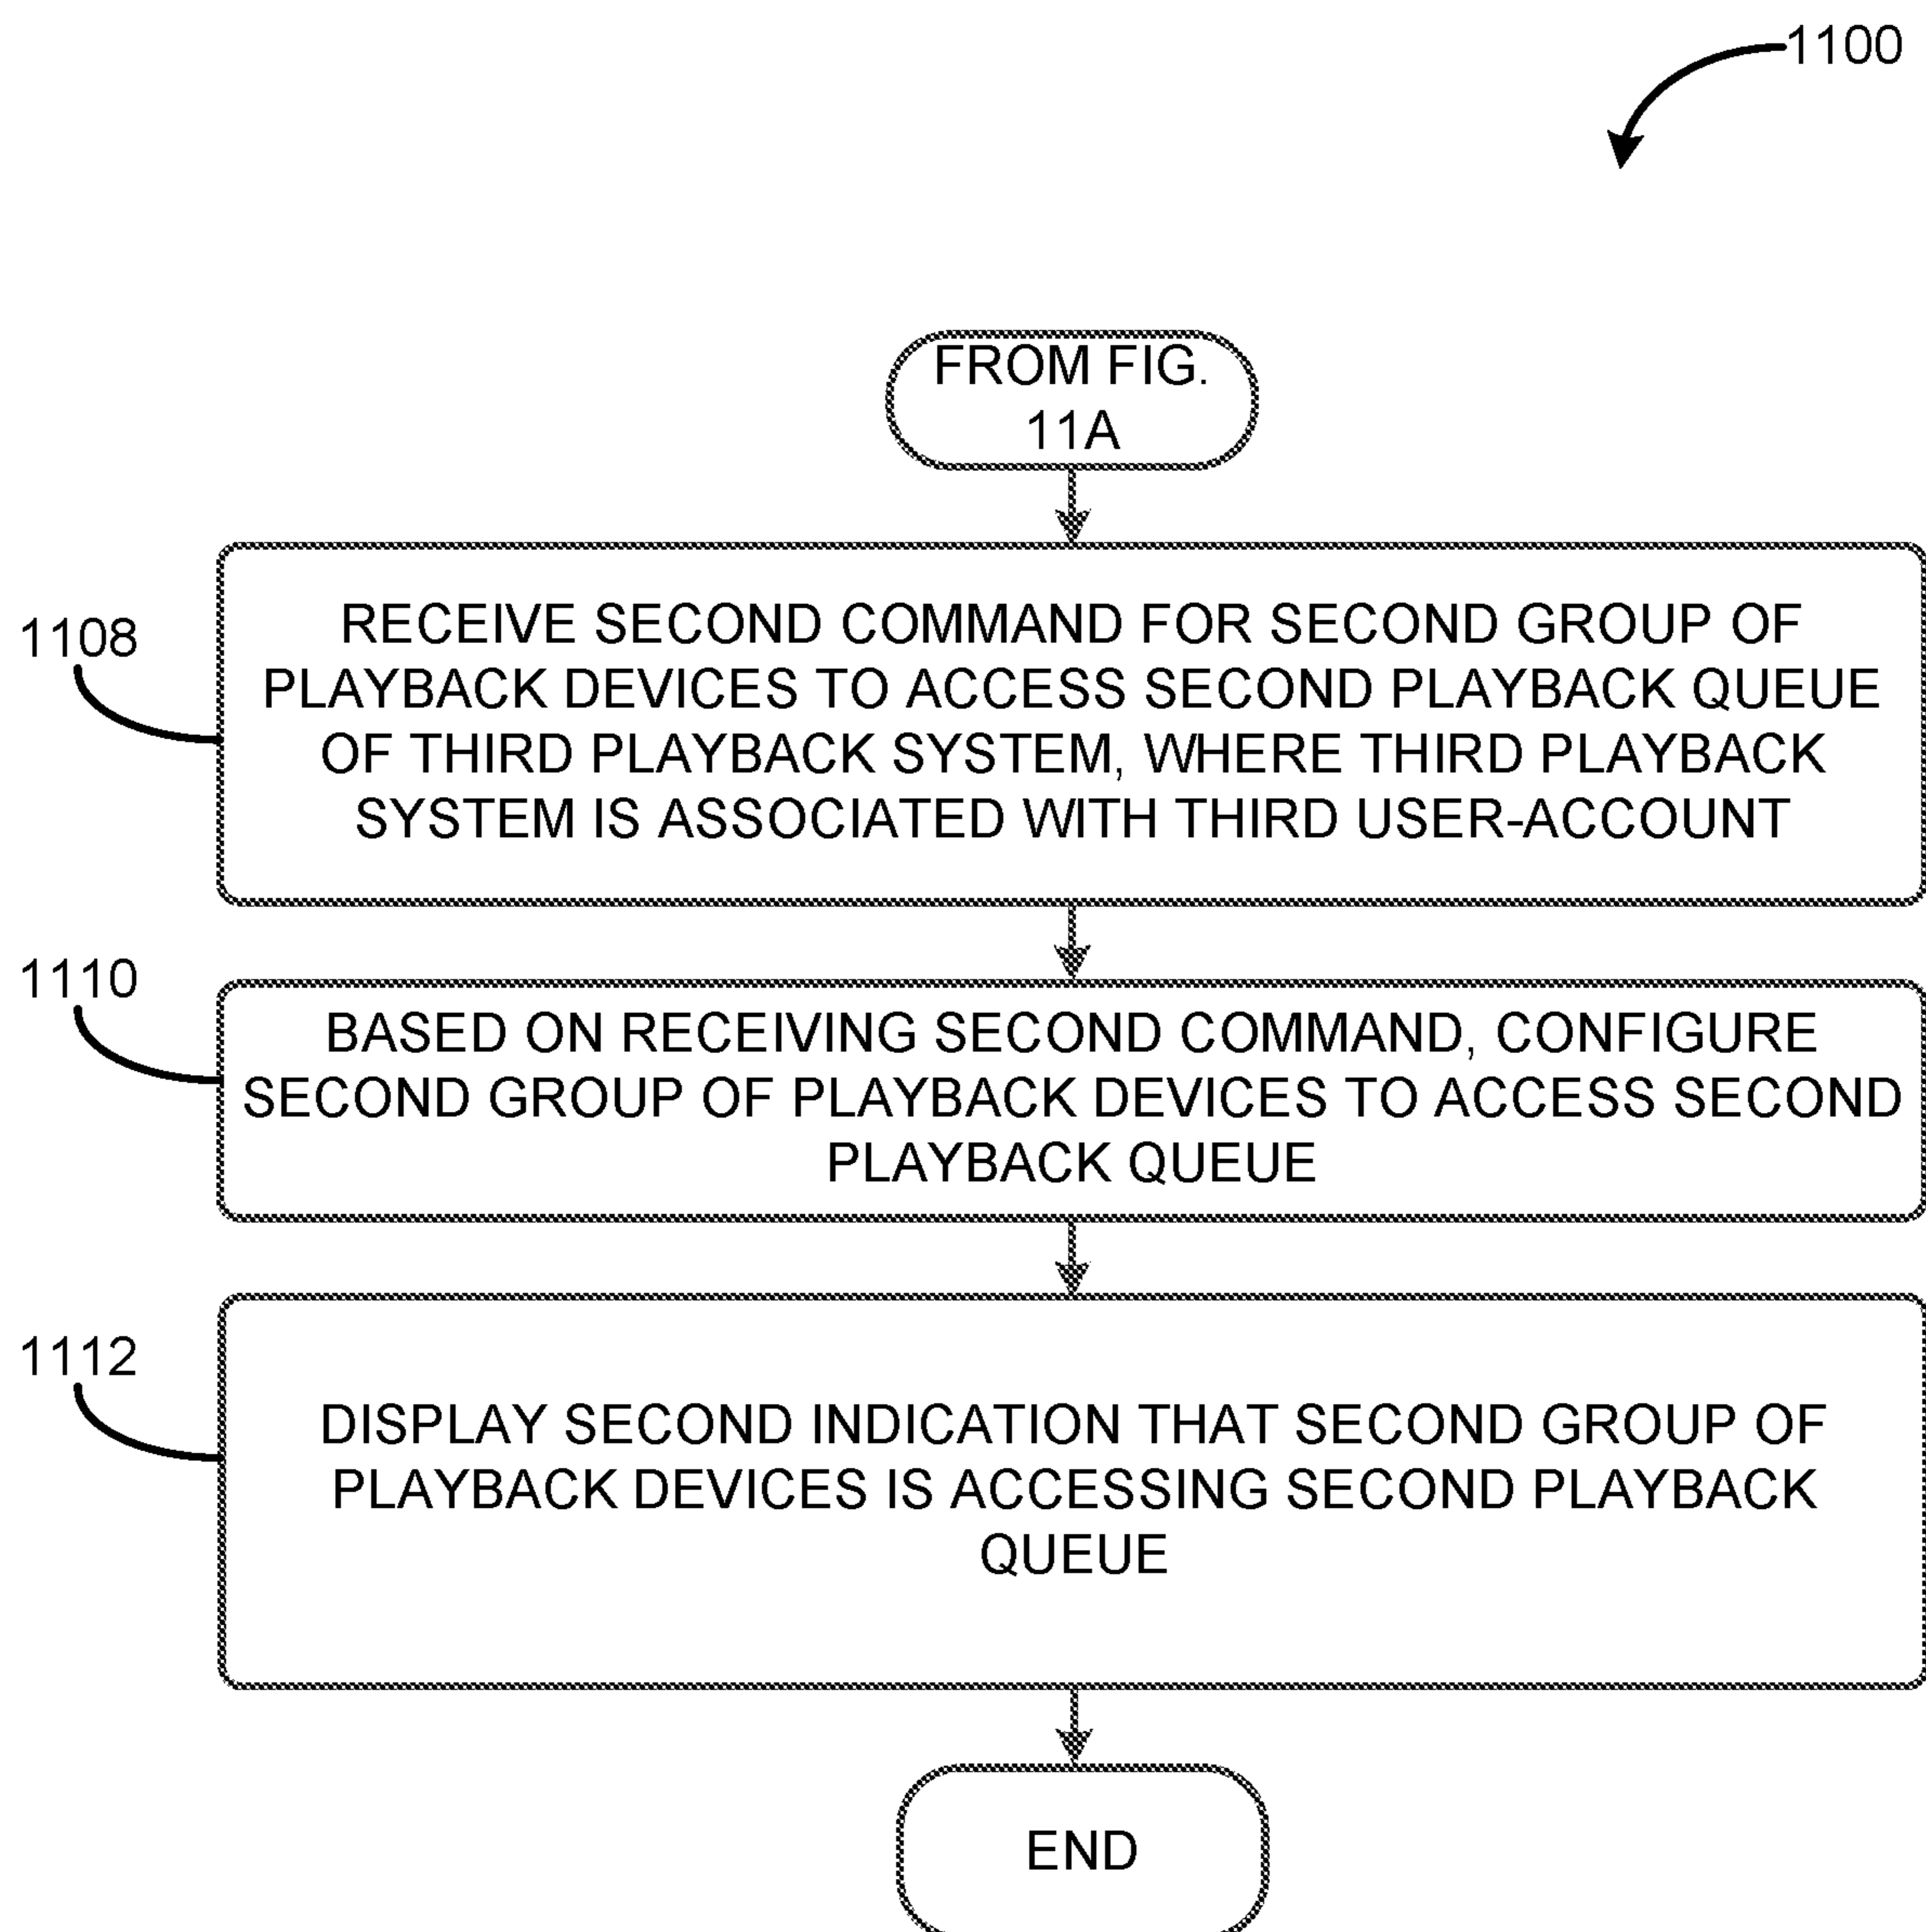 1100
FROM FIG.
11A
1108
RECEIVE SECOND COMMAND FOR SECOND GROUP OF
PLAYBACK DEVICES TO ACCESS SECOND PLAYBACK QUEUE
OF THIRD PLAYBACK SYSTEM, WHERE THIRD PLAYBACK
SYSTEM IS ASSOCIATED WITH THIRD USER-ACCOUNT
1110
BASED ON RECEIVING SECOND COMMAND, CONFIGURE
SECOND GROUP OF PLAYBACK DEVICES TO ACCESS SECOND
PLAYBACK QUEUE
1112
DISPLAY SECOND INDICATION THAT SECOND GROUP OF
PLAYBACK DEVICES IS ACCESSING SECOND PLAYBACK
QUEUE
END